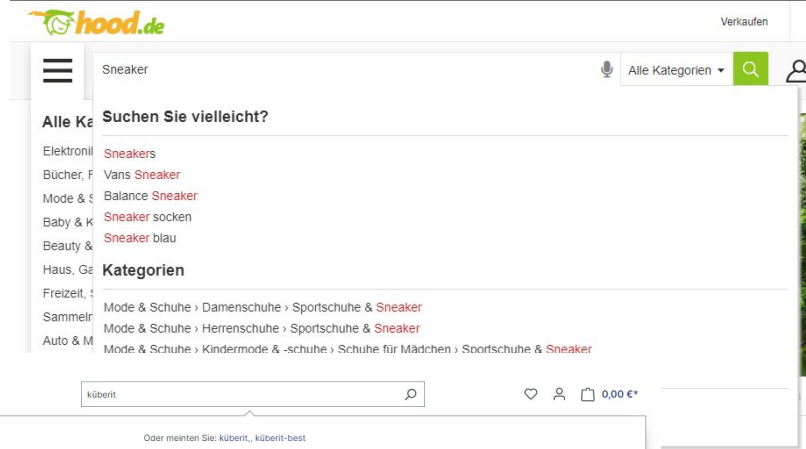 hood.de
Verkaufen
Sneaker
Alle Kategorien
Alle Ka
Suchen Sie vielleicht?
Elektronik
Sneakers
Bücher, F
Vans Sneaker
Mode & S
Balance Sneaker
Baby & K
Sneaker socken
Beauty &
Sneaker blau
Haus, Ga
Kategorien
Freizeit, S
Mode & Schuhe › Damenschuhe › Sportschuhe & Sneaker
Sammeln
Mode & Schuhe › Herrenschuhe › Sportschuhe & Sneaker
Auto & M
Mode & Schuhe › Kindermode & -schuhe › Schuhe für Mädchen › Sportschuhe & Sneaker
küberit
0,00 €*
Oder meinten Sie: küberit,, küberit-best